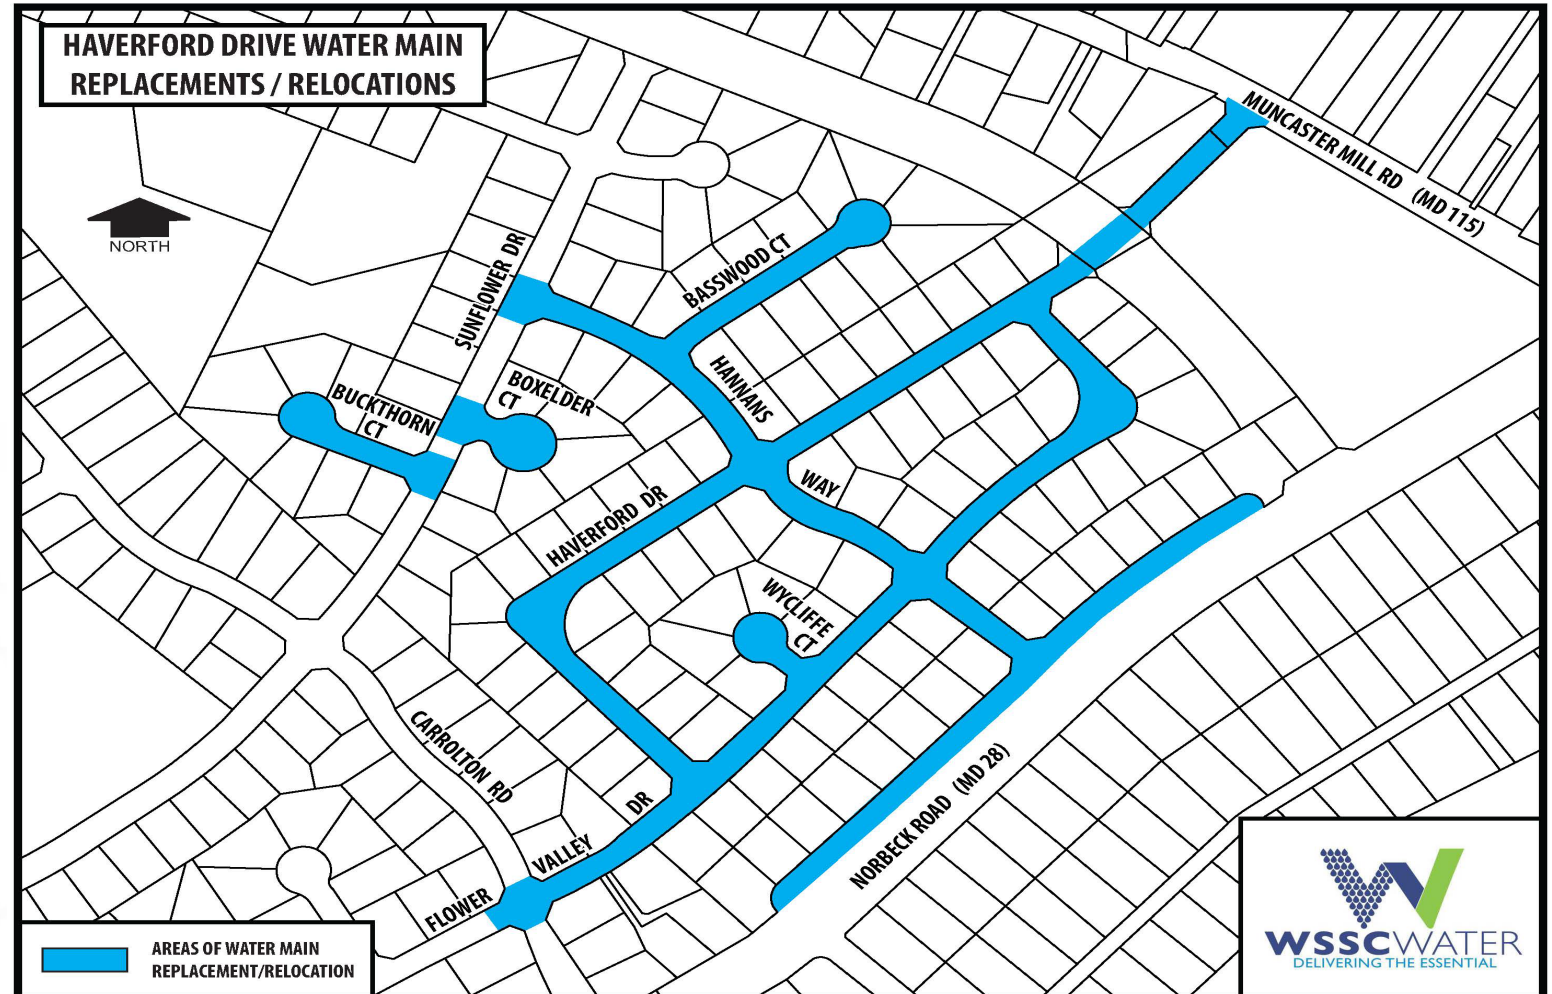 HAVERFORD DRIVE WATER MAIN
REPLACEMENTS / RELOCATIONS
NORTH
MUNCASTER MILL RD (MD 115)
SUNFLOWER DR
BASSWOOD CT
HANNANS
WAY
BUCKTHORN
CT
BOXELDER
CT
HAVERFORD DR
WYCLIFFE
CT
CARROLTON RD
FLOWER
VALLEY
DR
NORBECK ROAD (MD 28)
AREAS OF WATER MAIN
REPLACEMENT/RELOCATION
WSSCWATER
DELIVERING THE ESSENTIAL